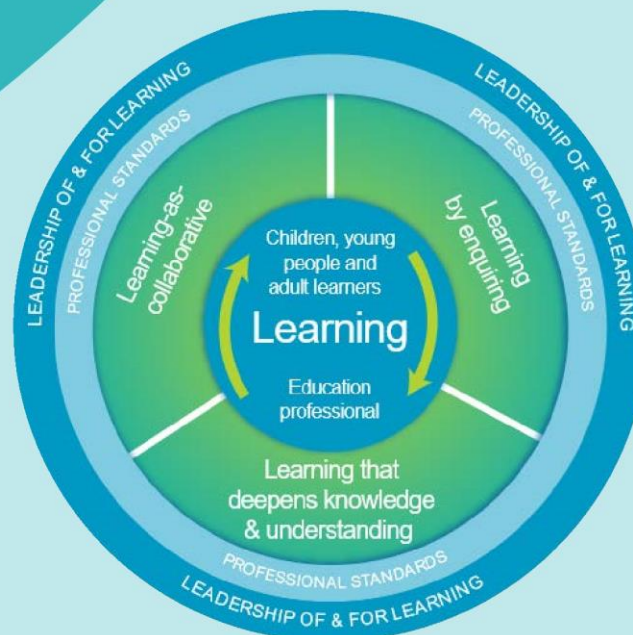 LEADERSHIP OF & FOR LEARNING
LEADERSHIP OF & FOR LEARNING
PROFESSIONAL STANDARDS
PROFESSIONAL STANDARDS
Learning-as-
collaborative
Learning
by enquiring
Children, young
people and
adult learners
Learning
Education
professional
Learning that
deepens knowledge
& understanding
PROFESSIONAL STANDARDS
LEADERSHIP OF & FOR LEARNING